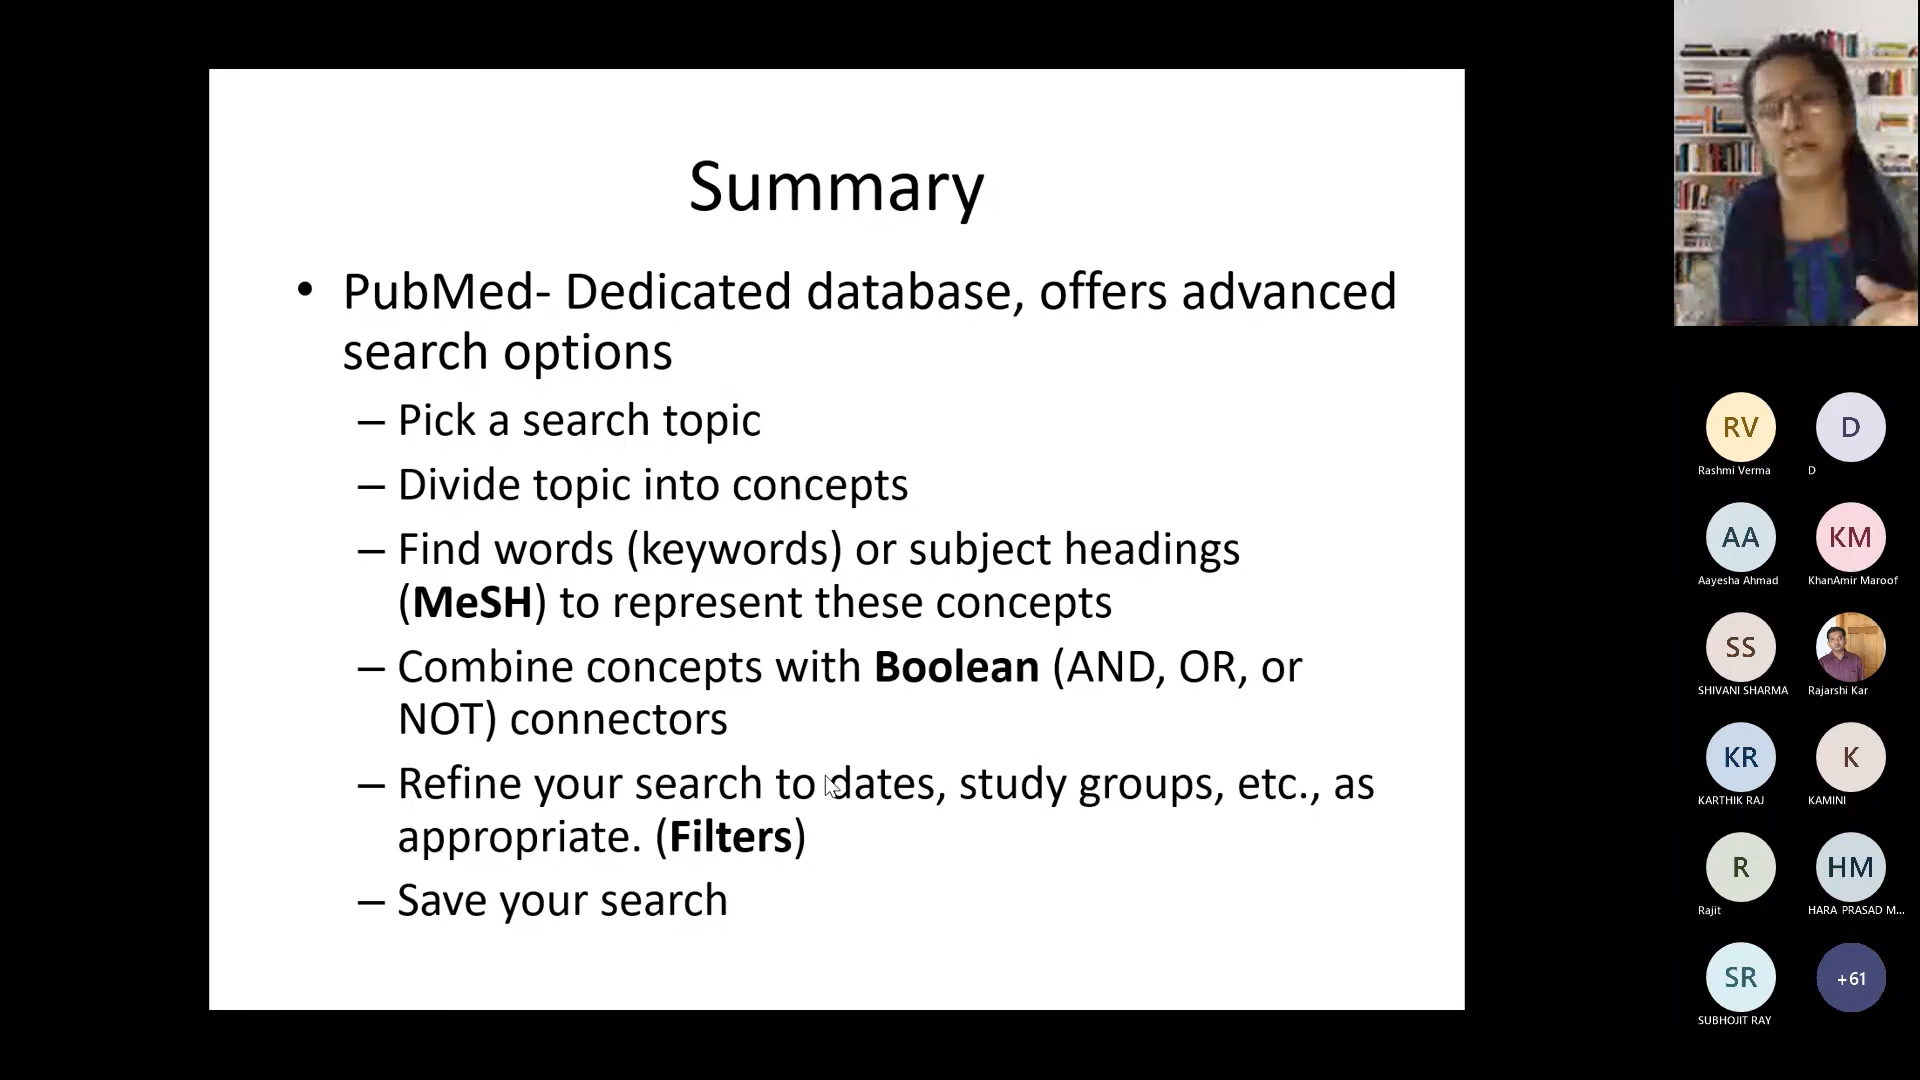 Summary
• PubMed- Dedicated database, offers advanced
search options
– Pick a search topic
– Divide topic into concepts
– Find words (keywords) or subject headings
(MeSH) to represent these concepts
– Combine concepts with Boolean (AND, OR, or
NOT) connectors
– Refine your search to dates, study groups, etc., as
appropriate. (Filters)
– Save your search
RV
Rashmi Verma
D
D
AA
Aayesha Ahmad
KM
KhanAmir Maroof
SS
SHIVANI SHARMA
Rajarshi Kar
KR
KARTHIK RAJ
K
KAMINI
R
Rajit
HM
HARA PRASAD M...
SR
SUBHOJIT RAY
+61